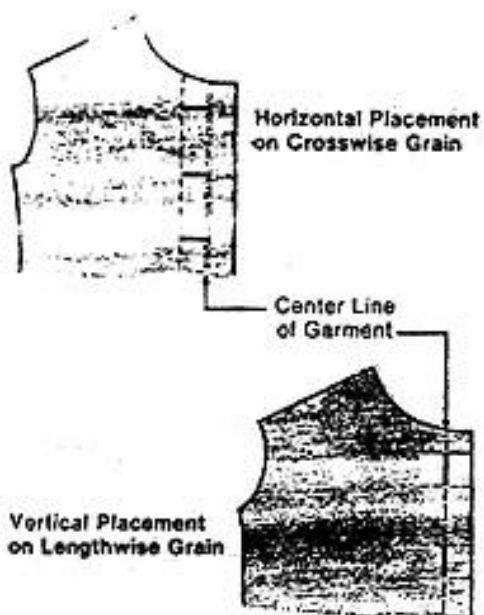 Horizontal Placement
on Crosswise Grain
Center Line
of Garment
Vertical Placement
on Lengthwise Grain